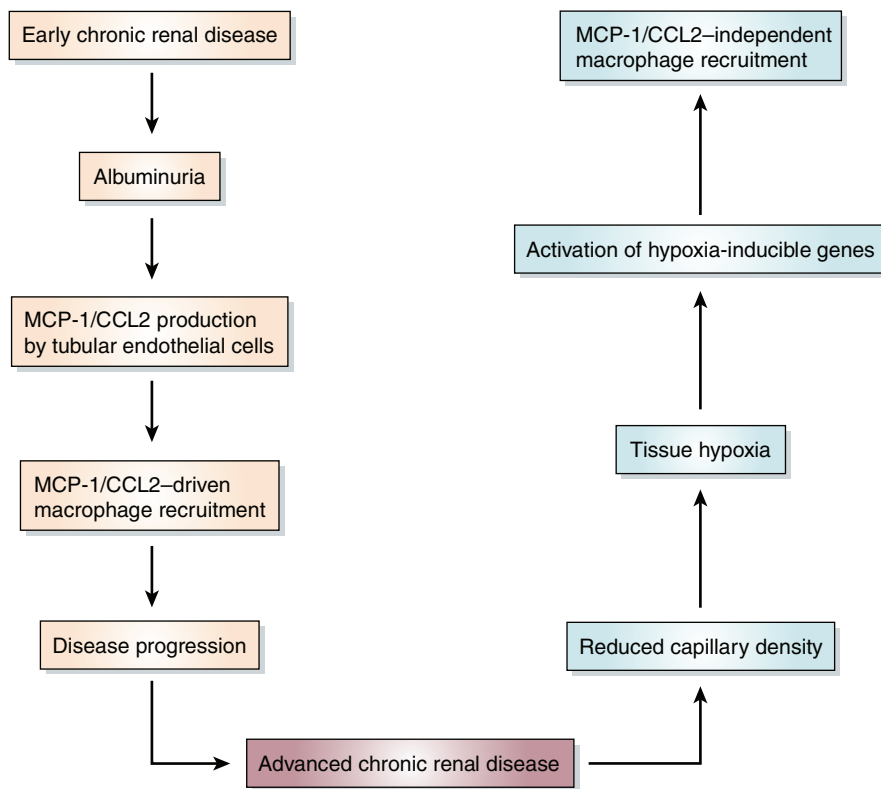 Early chronic renal disease
Albuminuria
MCP-1/CCL2 production
by tubular endothelial cells
MCP-1/CCL2–driven
macrophage recruitment
Disease progression
Advanced chronic renal disease
Reduced capillary density
Tissue hypoxia
Activation of hypoxia-inducible genes
MCP-1/CCL2–independent
macrophage recruitment